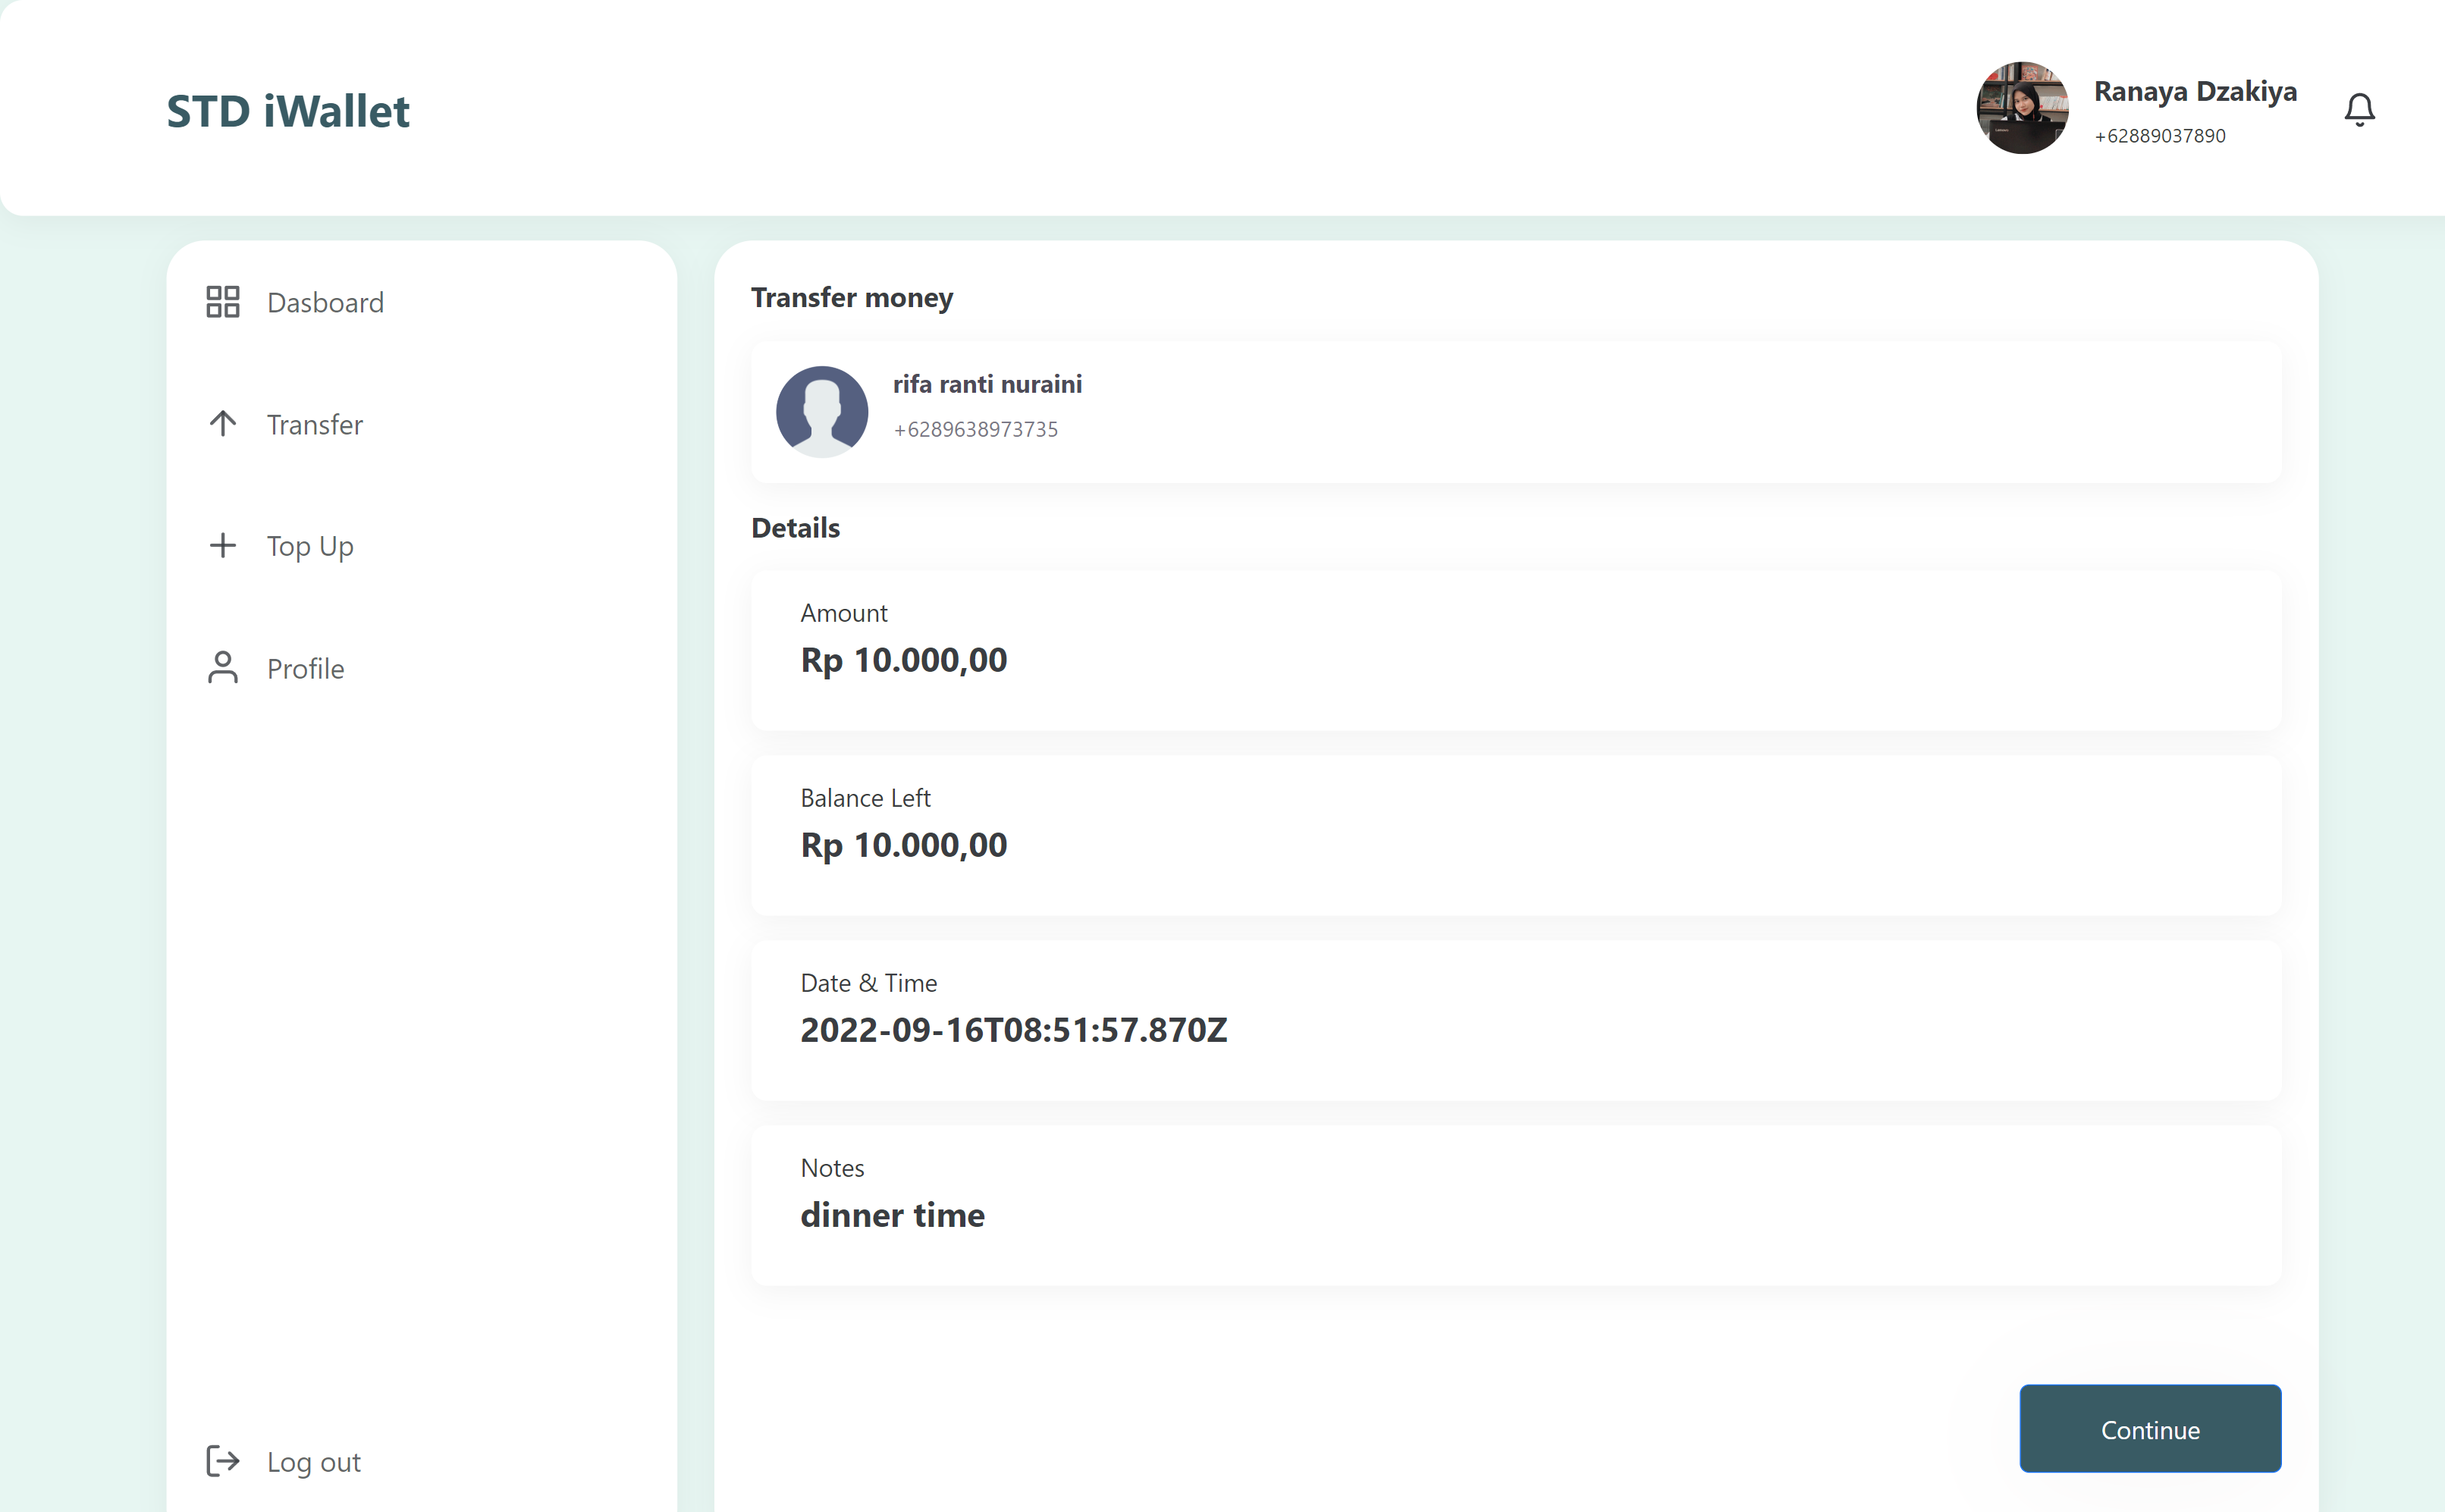 STD iWallet
Ranaya Dzakiya
+62889037890
Dasboard
Transfer
Top Up
Profile
Log out
Transfer money
rifa ranti nuraini
+6289638973735
Details
Amount
Rp 10.000,00
Balance Left
Rp 10.000,00
Date & Time
2022-09-16T08:51:57.870Z
Notes
dinner time
Continue